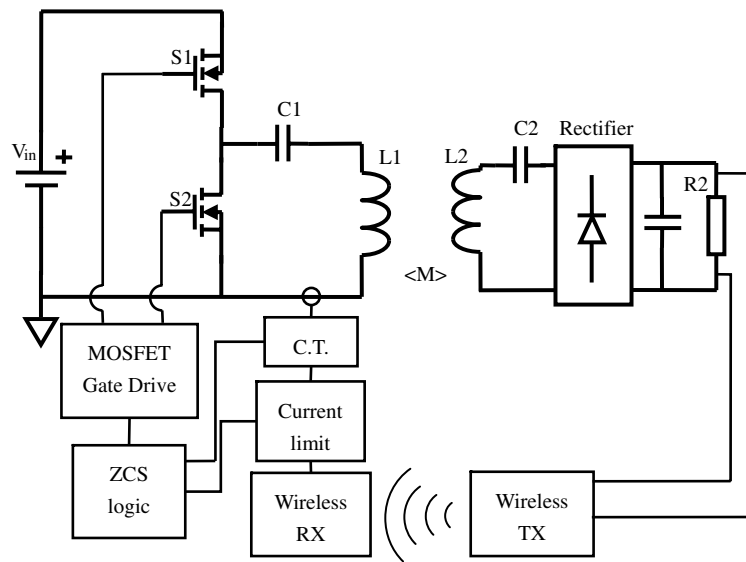 S1
C1
C2
Rectifier
Vin
+
L1
L2
R2
S2
<M>
MOSFET
Gate Drive
C.T.
Current
limit
ZCS
logic
Wireless
RX
Wireless
TX